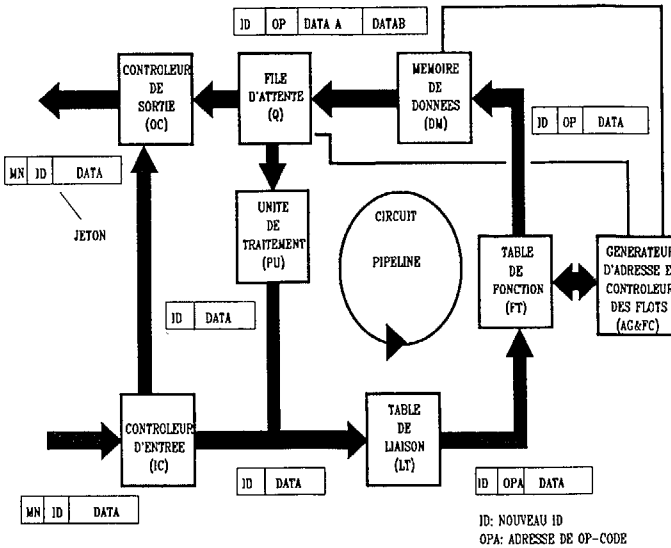 ID OP DATA A DATAB
CONTROLEUR
DE
SORTIE
(OC)
FILE
D'ATTENTE
(Q)
MEMOIRE
DE
DONNEES
(DM)
ID OP DATA
MN ID DATA
JETON
UNITE
DE
TRAITEMENT
(PU)
CIRCUIT
PIPELINE
TABLE
DE
FONCTION
(FT)
GENERATEUR
D'ADRESSE E
CONTROLEUR
DES FLOTS
(AG&FC)
ID DATA
CONTROLEUR
D'ENTREE
(IC)
TABLE
DE
LIAISON
(LT)
ID DATA
ID OPA DATA
MN ID DATA
ID: NOUVEAU ID
OPA: ADRESSE DE OP-CODE